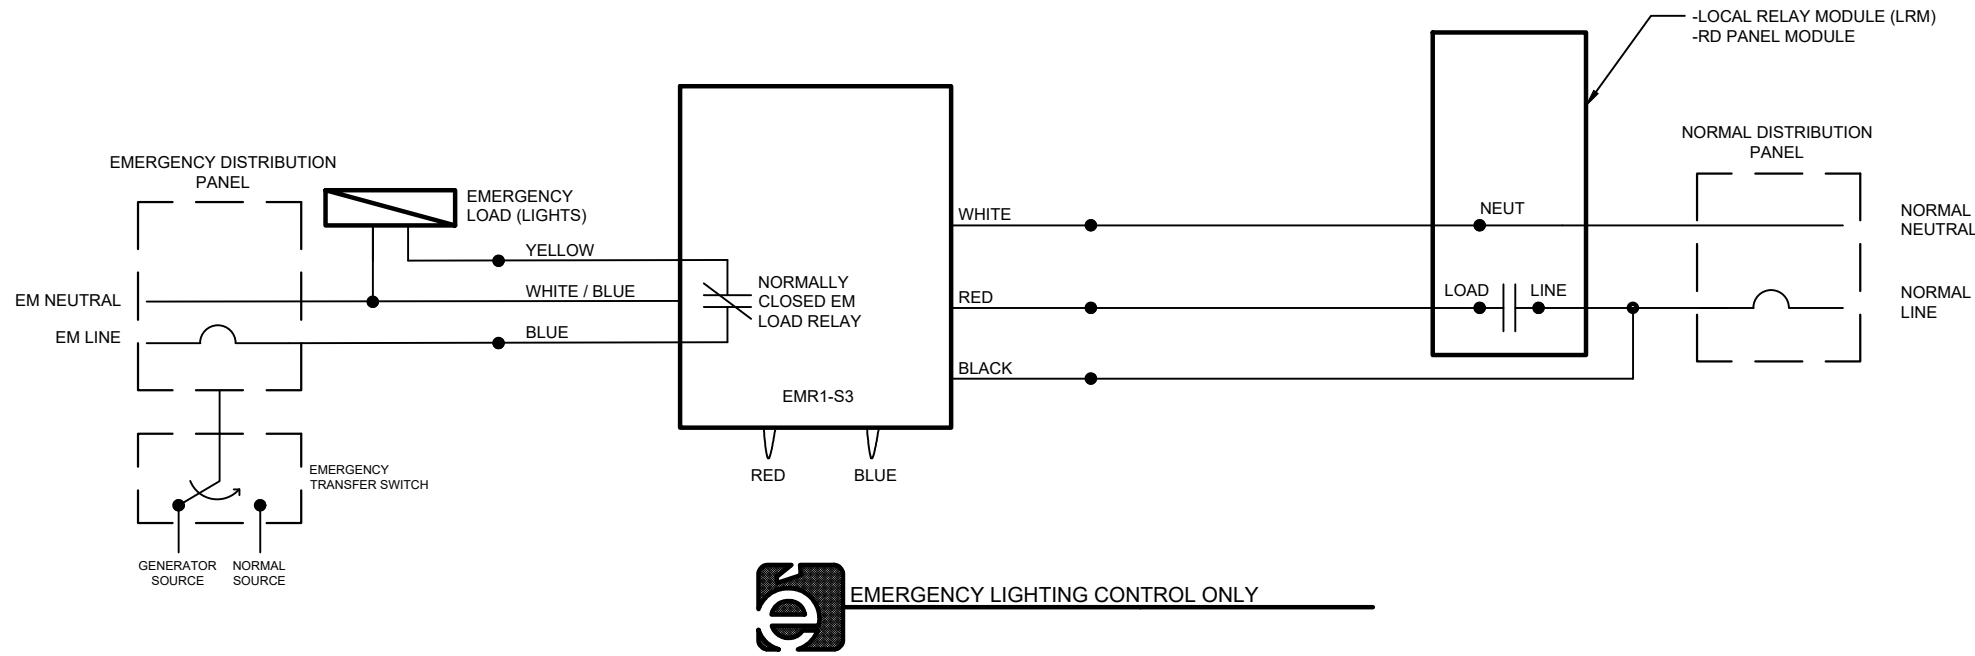 -LOCAL RELAY MODULE (LRM)
-RD PANEL MODULE
NORMAL DISTRIBUTION
PANEL
EMERGENCY DISTRIBUTION
PANEL
EMERGENCY
LOAD (LIGHTS)
WHITE
NEUT
NORMAL
NEUTRAL
YELLOW
EM NEUTRAL
WHITE / BLUE
NORMALLY
CLOSED EM
LOAD RELAY
RED
LOAD
LINE
NORMAL
LINE
EM LINE
BLUE
BLACK
EMR1-S3
RED
BLUE
EMERGENCY
TRANSFER SWITCH
GENERATOR
SOURCE
NORMAL
SOURCE
e
EMERGENCY LIGHTING CONTROL ONLY